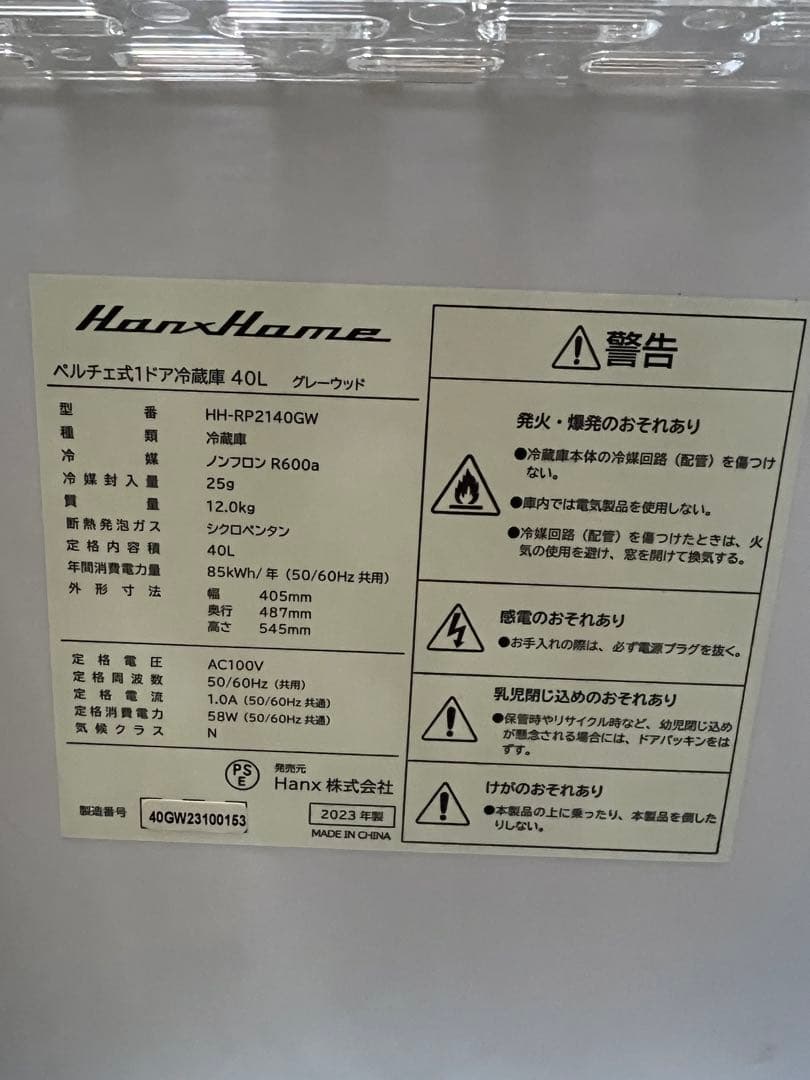 HanxHome
ペルチェ式1ドア冷蔵庫 40L グレーウッド
型番 HH-RP2140GW
種類 冷蔵庫
冷媒 ノンフロン R600a
冷媒封入量 25g
質量 12.0kg
断熱発泡ガス シクロペンタン
定格内容積 40L
年間消費電力量 85kWh/年（50/60Hz 共用）
外形寸法 幅 405mm
奥行 487mm
高さ 545mm
定格電圧 AC100V
定格周波数 50/60Hz（共用）
定格電流 1.0A（50/60Hz 共通）
定格消費電力 58W（50/60Hz 共通）
気候クラス N
PS
E
発売元
Hanx 株式会社
製造番号 40GW23100153
2023 年製
MADE IN CHINA
警告
発火・爆発のおそれあり
●冷蔵庫本体の冷媒回路（配管）を傷つけ
ない。
●庫内では電気製品を使用しない。
●冷媒回路（配管）を傷つけたときは、火
気の使用を避け、窓を開けて換気する。
感電のおそれあり
●お手入れの際は、必ず電源プラグを抜く。
乳児閉じ込めのおそれあり
●保管時やリサイクル時など、幼児閉じ込め
が懸念される場合には、ドアパッキンをは
ずす。
けがのおそれあり
●本製品の上に乗ったり、本製品を倒した
りしない。